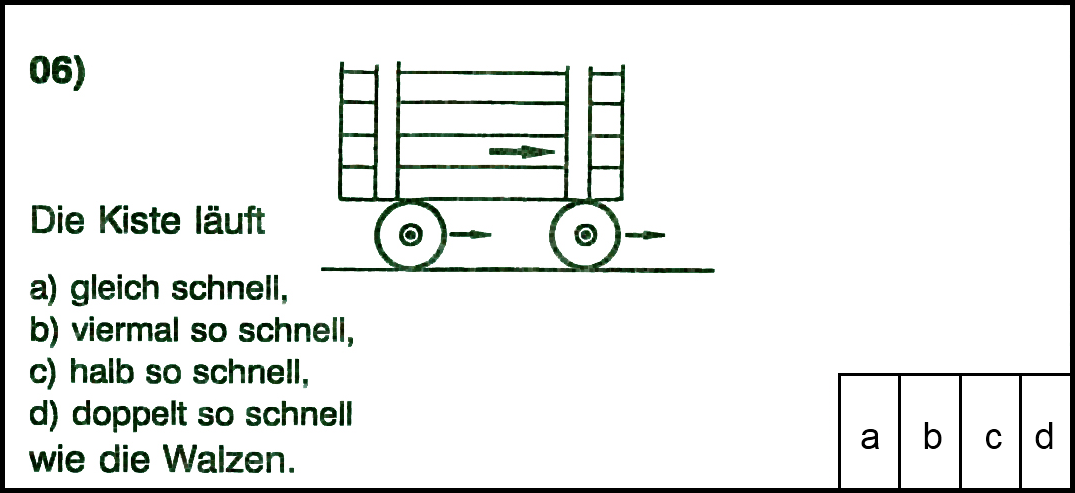 06)
Die Kiste läuft
a) gleich schnell,
b) viermal so schnell,
c) halb so schnell,
d) doppelt so schnell
wie die Walzen.
a b c d